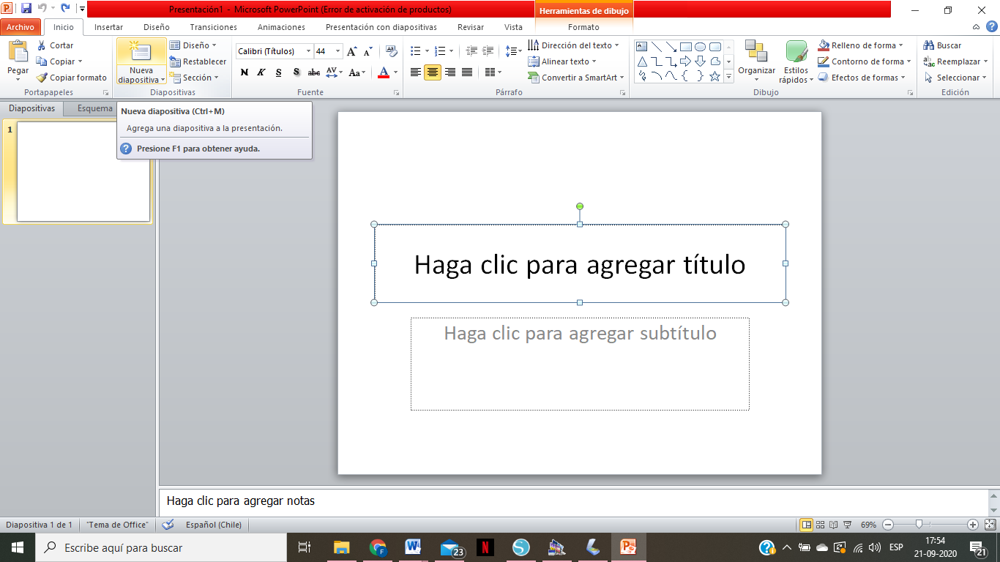 Presentación1 - Microsoft PowerPoint (Error de activación de productos)
Herramientas de dibujo
Archivo Inicio Insertar Diseño Transiciones Animaciones Presentación con diapositivas Revisar Vista Formato
Pegar
Cortar
Copiar
Copiar formato
Portapapeles
Nueva
diapositiva
Diseño
Restablecer
Sección
Diapositivas
Calibri (Títulos) 44
N K S S abc AV Aa A
Fuente
Dirección del texto
Alinear texto
Convertir a SmartArt
Párrafo
Organizar
Estilos
rápidos
Relleno de forma
Contorno de forma
Efectos de formas
Dibujo
Buscar
Reemplazar
Seleccionar
Edición
Diapositivas Esquema
Nueva diapositiva (Ctrl+M)
Agrega una diapositiva a la presentación.
Presione F1 para obtener ayuda.
1
Haga clic para agregar título
Haga clic para agregar subtítulo
Haga clic para agregar notas
Diapositiva 1 de 1 "Tema de Office" Español (Chile) 69%
Escribe aquí para buscar
23
ESP
17:54
21-09-2020
21